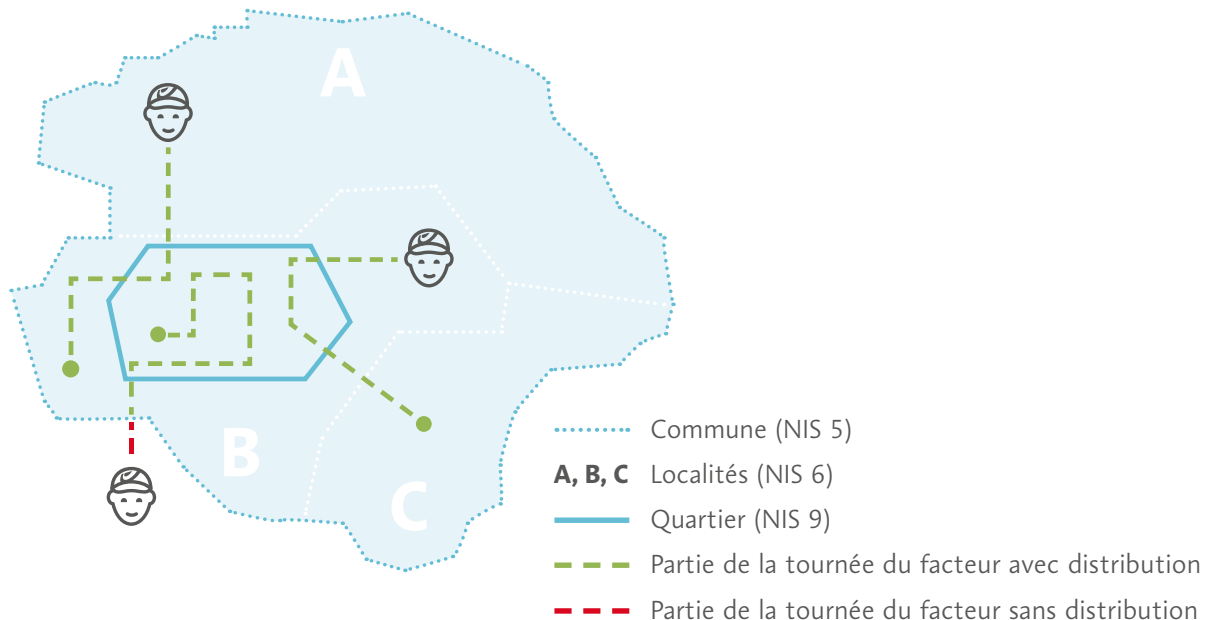 A
B
C
Commune (NIS 5)
A, B, C Localités (NIS 6)
Quartier (NIS 9)
Partie de la tournée du facteur avec distribution
Partie de la tournée du facteur sans distribution